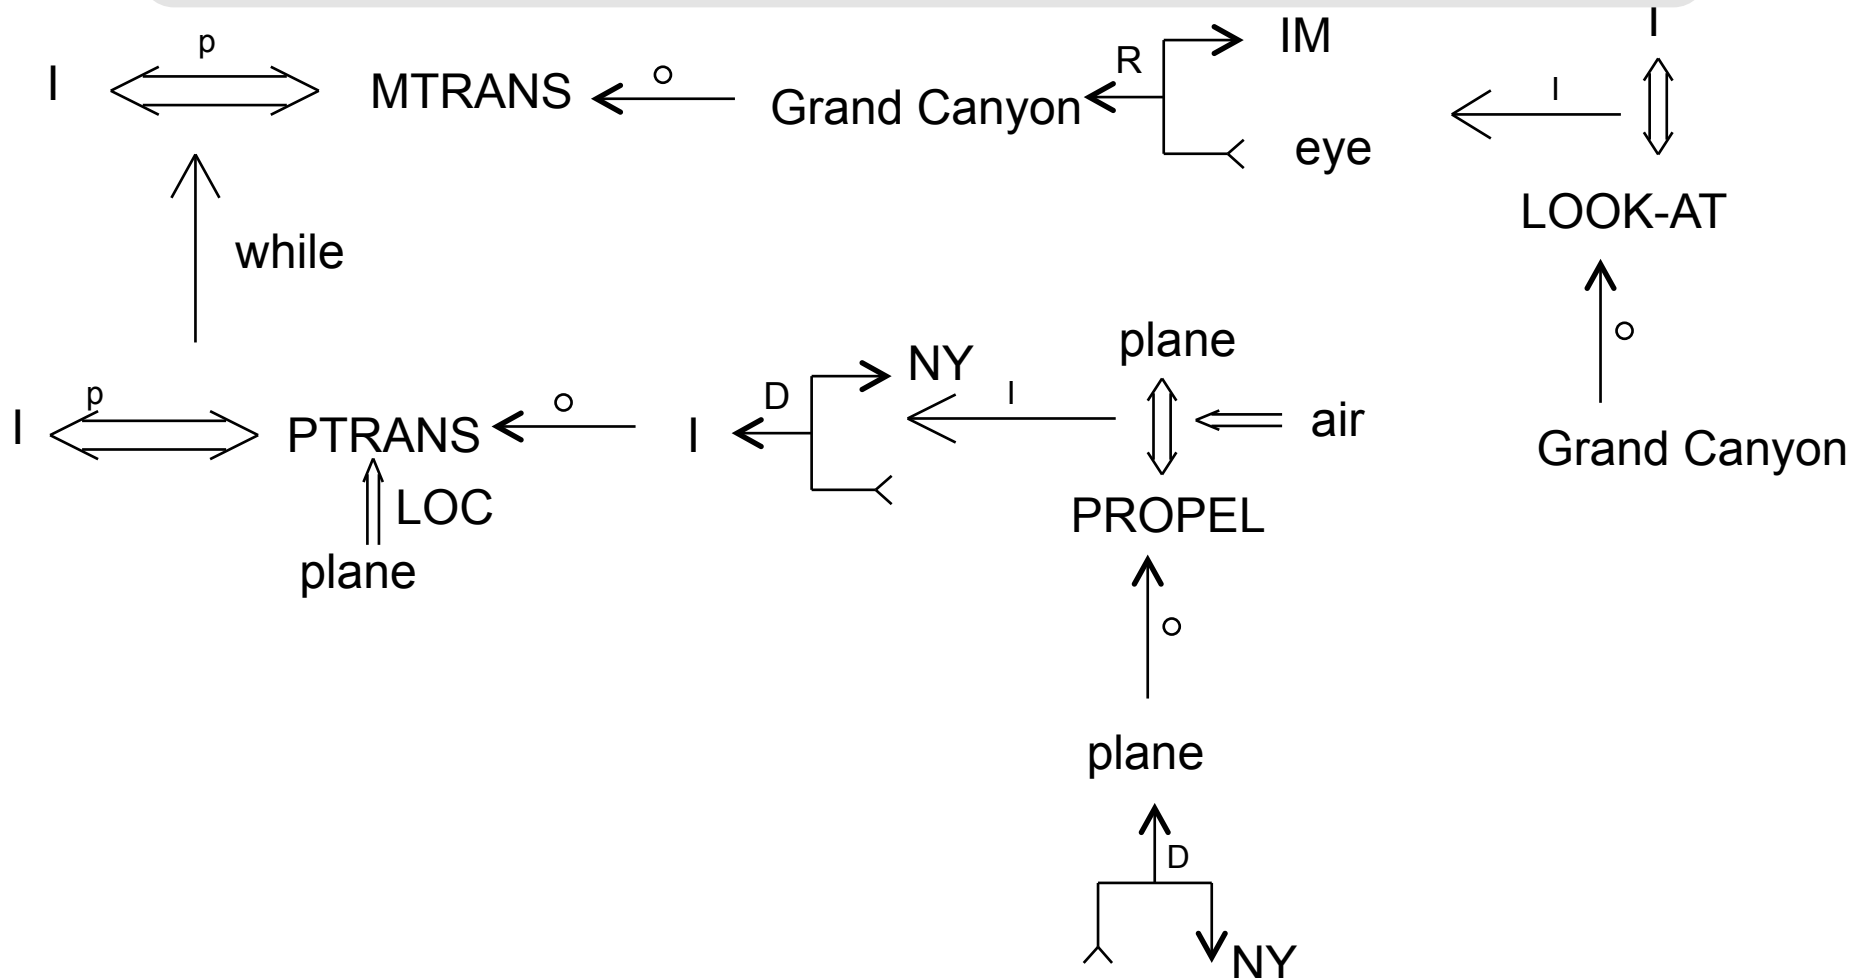 I
p
MTRANS
o
Grand Canyon
R
IM
eye
I
I
LOOK-AT
o
Grand Canyon
while
I
p
PTRANS
LOC
plane
o
I
D
NY
I
plane
air
PROPEL
o
plane
D
NY